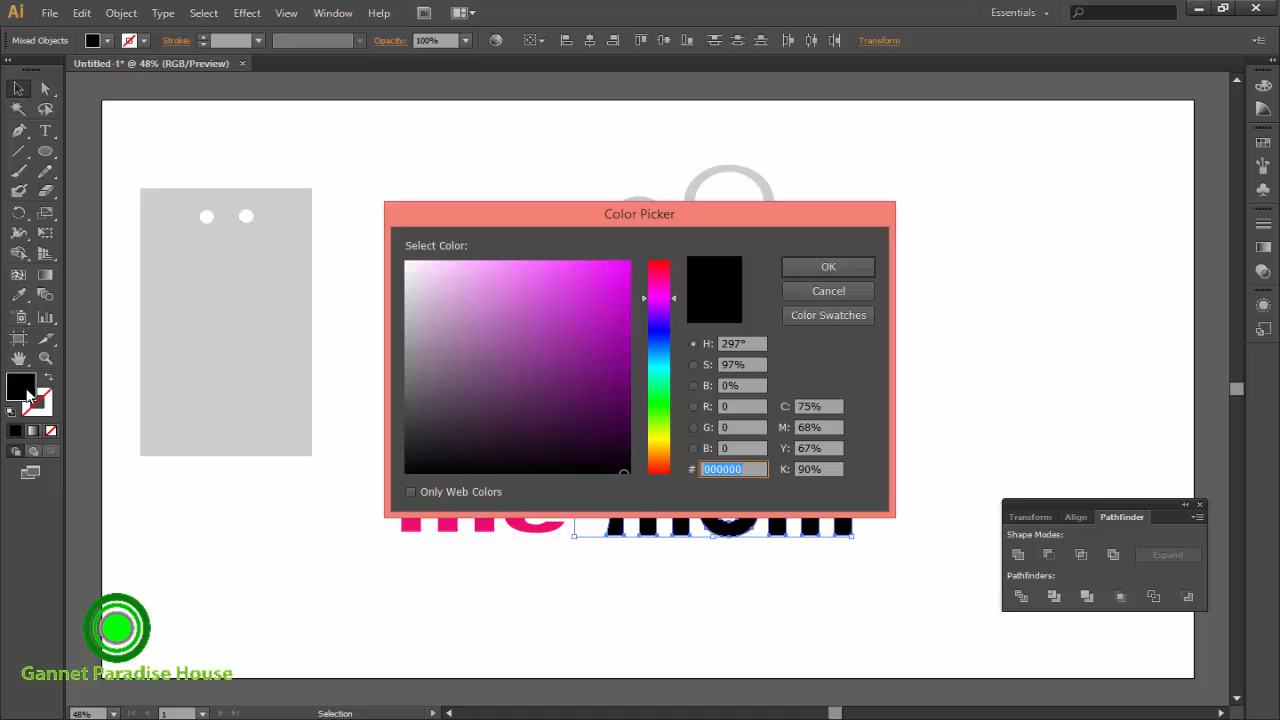 Ai File Edit Object Type Select Effect View Window Help Br Essentials
Mixed Objects Stroke: Opacity: 100% Transform
Untitled-1* @ 48% (RGB/Preview) ×
Color Picker
Select Color:
OK
Cancel
Color Swatches
H: 297°
S: 97%
B: 0%
R: 0 C: 75%
G: 0 M: 68%
B: 0 Y: 67%
# 000000 K: 90%
Only Web Colors
me mom
Transform Align Pathfinder
Shape Modes:
Expand
Pathfinders:
Gannet Paradise House
48% 1 Selection